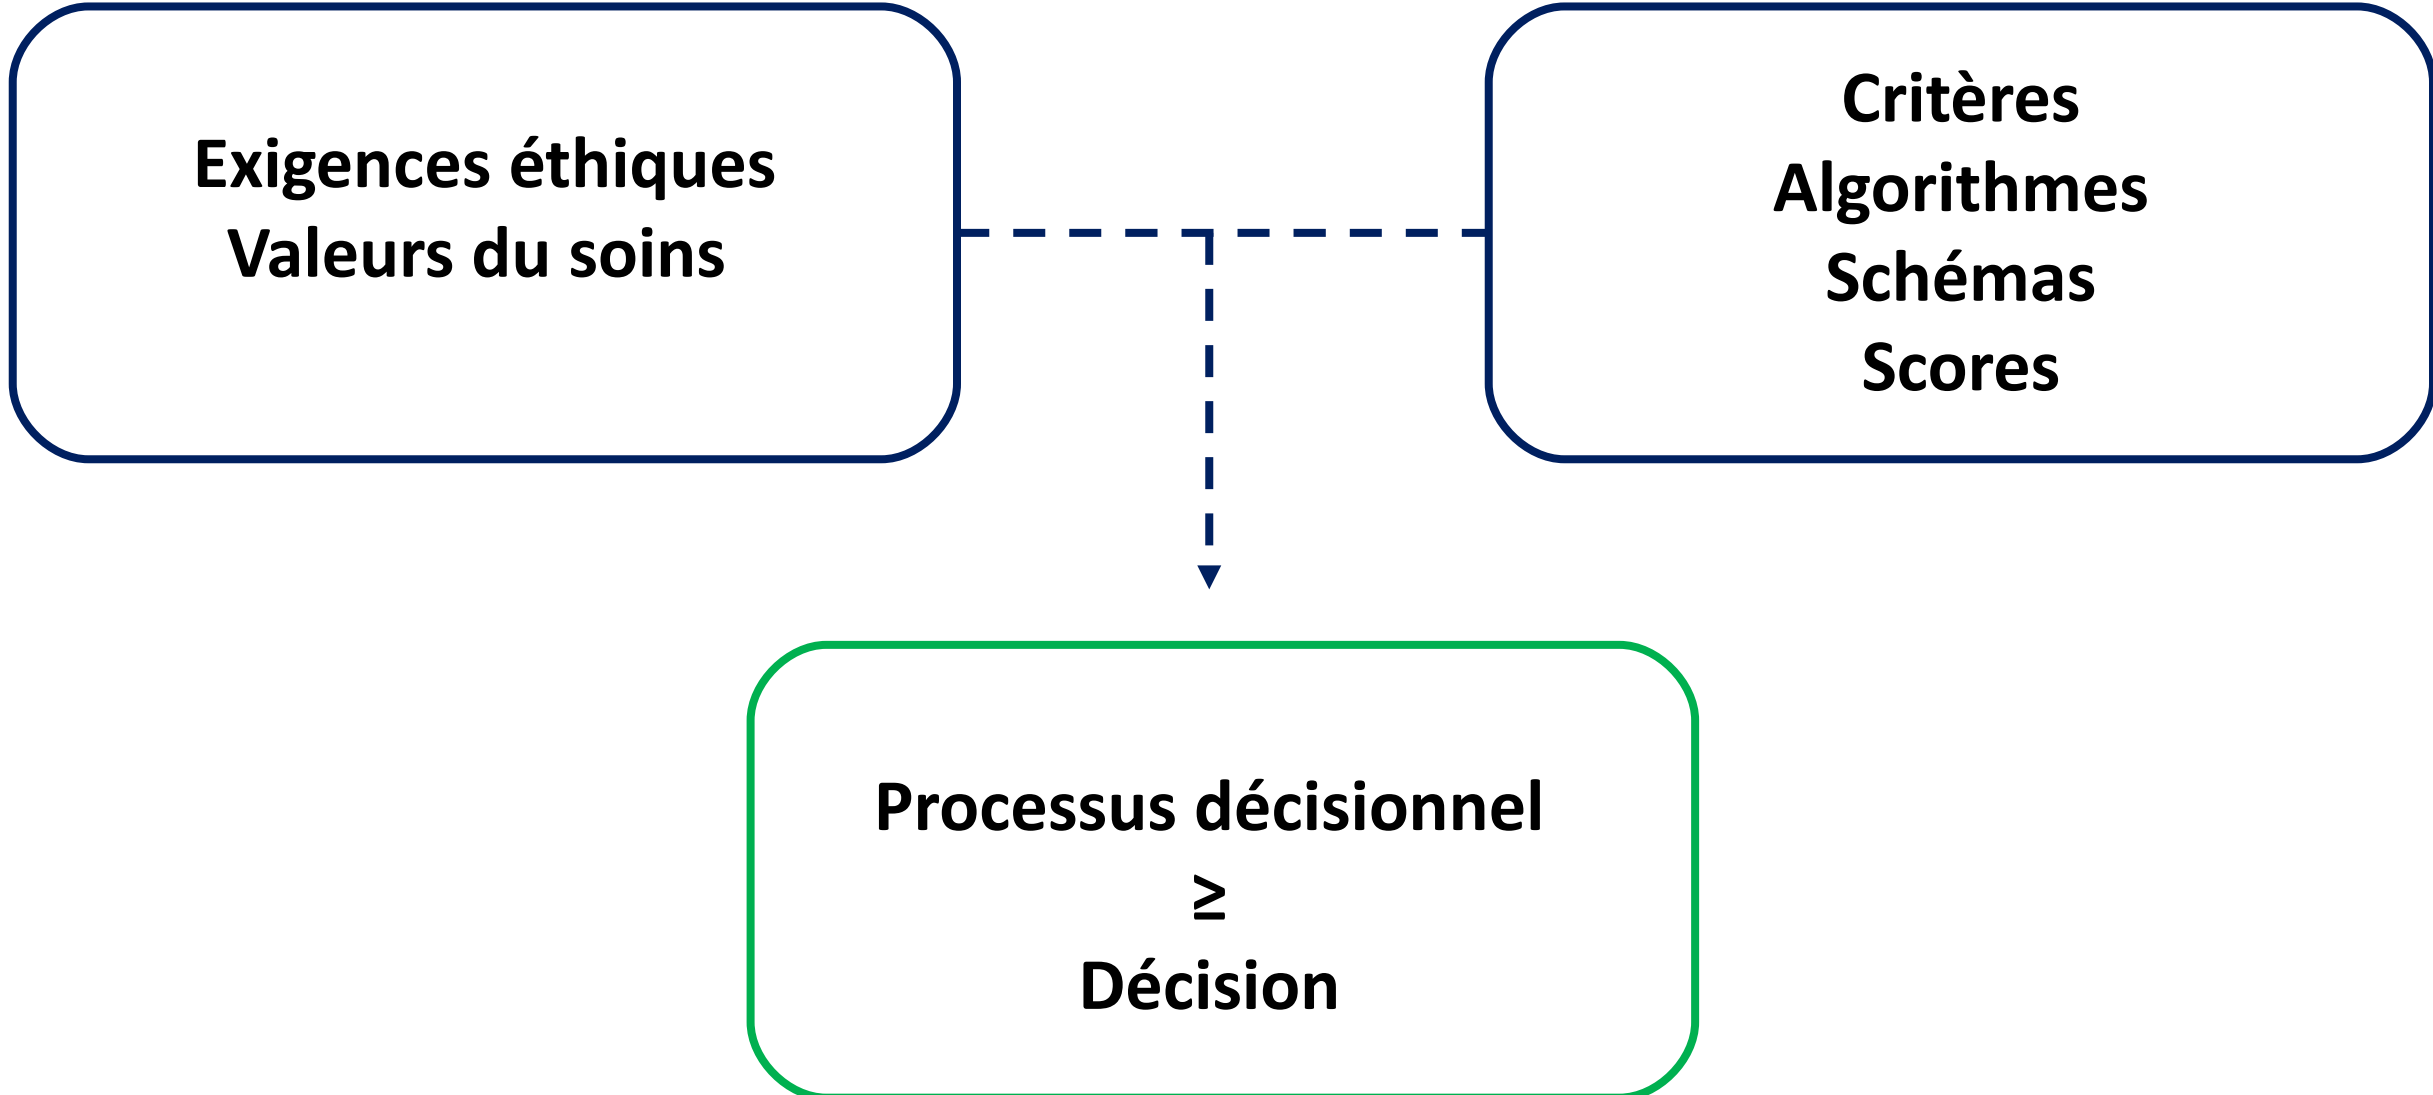 Exigences éthiques
Valeurs du soins
Critères
Algorithmes
Schémas
Scores
Processus décisionnel
≥
Décision